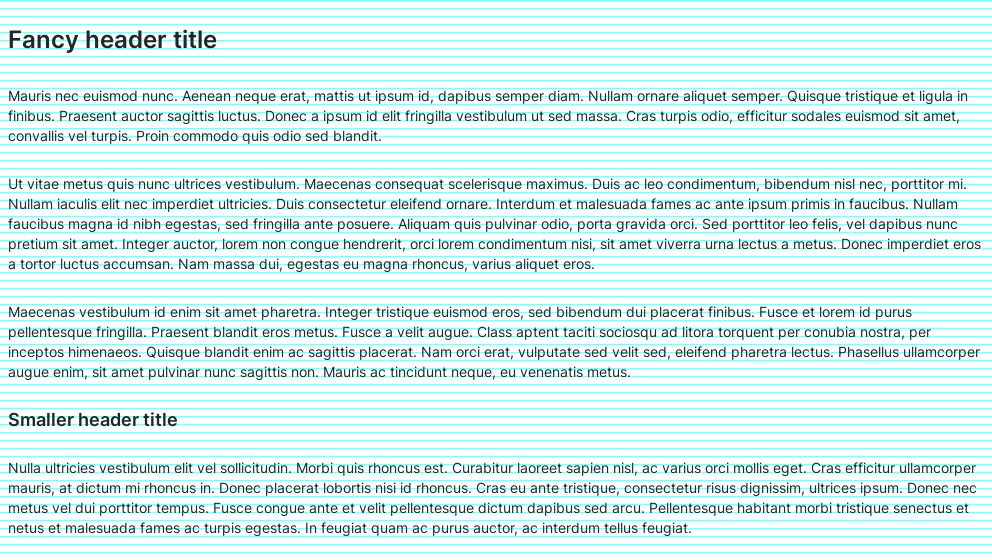 Fancy header title
Mauris nec euismod nunc. Aenean neque erat, mattis ut ipsum id, dapibus semper diam. Nullam ornare aliquet semper. Quisque tristique et ligula in
finibus. Praesent auctor sagittis luctus. Donec a ipsum id elit fringilla vestibulum ut sed massa. Cras turpis odio, efficitur sodales euismod sit amet,
convallis vel turpis. Proin commodo quis odio sed blandit.
Ut vitae metus quis nunc ultrices vestibulum. Maecenas consequat scelerisque maximus. Duis ac leo condimentum, bibendum nisl nec, porttitor mi.
Nullam iaculis elit nec imperdiet ultricies. Duis consectetur eleifend ornare. Interdum et malesuada fames ac ante ipsum primis in faucibus. Nullam
faucibus magna id nibh egestas, sed fringilla ante posuere. Aliquam quis pulvinar odio, porta gravida orci. Sed porttitor leo felis, vel dapibus nunc
pretium sit amet. Integer auctor, lorem non congue hendrerit, orci lorem condimentum nisi, sit amet viverra urna lectus a metus. Donec imperdiet eros
a tortor luctus accumsan. Nam massa dui, egestas eu magna rhoncus, varius aliquet eros.
Maecenas vestibulum id enim sit amet pharetra. Integer tristique euismod eros, sed bibendum dui placerat finibus. Fusce et lorem id purus
pellentesque fringilla. Praesent blandit eros metus. Fusce a velit augue. Class aptent taciti sociosqu ad litora torquent per conubia nostra, per
inceptos himenaeos. Quisque blandit enim ac sagittis placerat. Nam orci erat, vulputate sed velit sed, eleifend pharetra lectus. Phasellus ullamcorper
augue enim, sit amet pulvinar nunc sagittis non. Mauris ac tincidunt neque, eu venenatis metus.
Smaller header title
Nulla ultricies vestibulum elit vel sollicitudin. Morbi quis rhoncus est. Curabitur laoreet sapien nisl, ac varius orci mollis eget. Cras efficitur ullamcorper
mauris, at dictum mi rhoncus in. Donec placerat lobortis nisi id rhoncus. Cras eu ante tristique, consectetur risus dignissim, ultrices ipsum. Donec nec
metus vel dui porttitor tempus. Fusce congue ante et velit pellentesque dictum dapibus sed arcu. Pellentesque habitant morbi tristique senectus et
netus et malesuada fames ac turpis egestas. In feugiat quam ac purus auctor, ac interdum tellus feugiat.